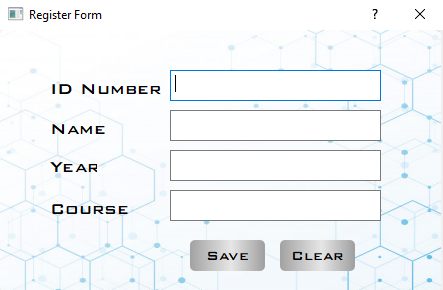 Register Form ?
ID Number
Name
Year
Course
Save Clear